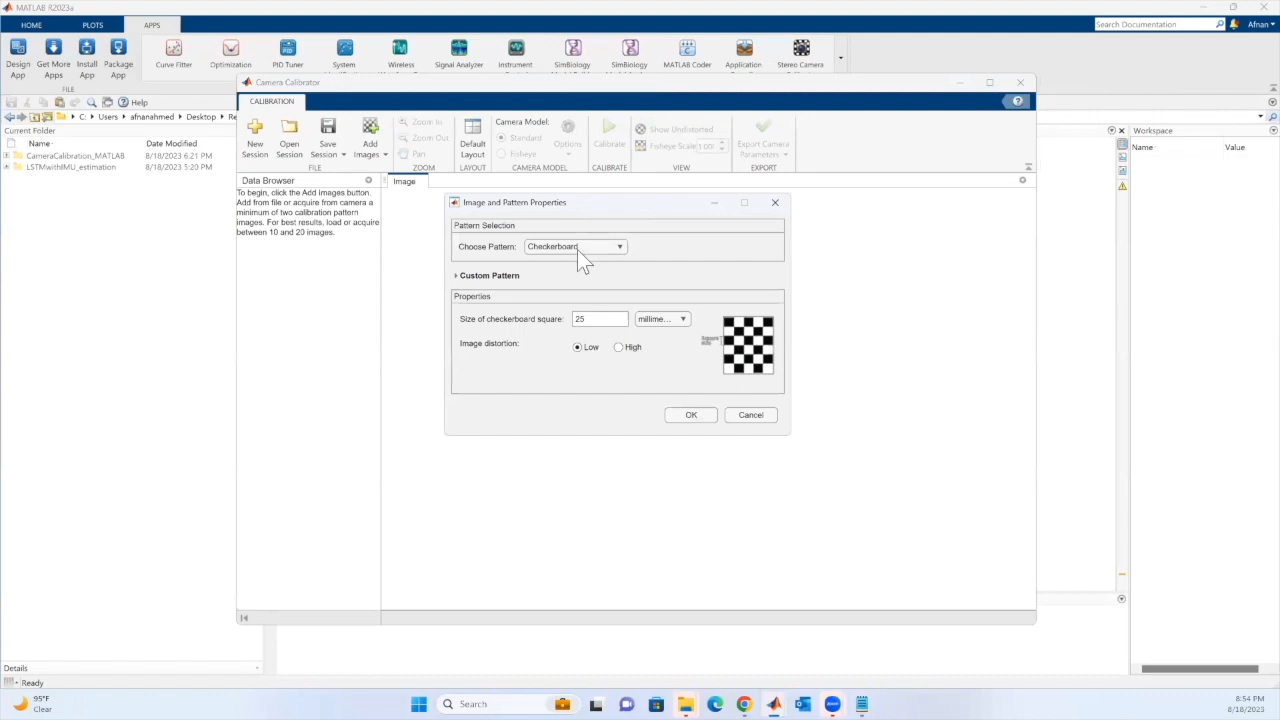 MATLAB R2023a
HOME PLOTS APPS
Search Documentation Afnan
Design App
Get More Apps
Install App
Package App
Curve Fitter
Optimization
PID Tuner
System
Wireless
Signal Analyzer
Instrument
SimBiology
SimBiology
MATLAB Coder
Application
Stereo Camera
FILE
Help
C: Users afnanahmed Desktop Re
Current Folder
Name Date Modified
CameraCalibration_MATLAB 8/18/2023 6:21 PM
LSTMwithIMU_estimation 8/18/2023 5:20 PM
Workspace
Name Value
Camera Calibrator
CALIBRATION
New Session
Open Session
Save Session
Add Images
Zoom In
Zoom Out
Pan
Default Layout
Camera Model:
Standard
Fisheye
Options
Calibrate
Show Undistorted
Fisheye Scale
Export Camera Parameters
FILE ZOOM LAYOUT CAMERA MODEL CALIBRATE VIEW EXPORT
Data Browser
Image
To begin, click the Add Images button.
Add from file or acquire from camera a
minimum of two calibration pattern
images. For best results, load or acquire
between 10 and 20 images.
Image and Pattern Properties
Pattern Selection
Choose Pattern: Checkerboard
Custom Pattern
Properties
Size of checkerboard square: 25 millime...
Image distortion: Low High
OK Cancel
Details
Ready
95°F
Clear
Search
8:54 PM
8/18/2023